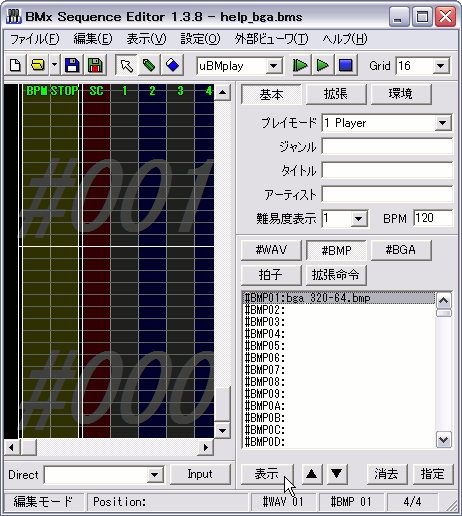 BMx Sequence Editor 1.3.8 - help_bga.bms
ファイル(F) 編集(E) 表示(V) 設定(O) 外部ビューワ(T) ヘルプ(H)
uBMplay Grid 16
BPM STOP SC 1 2 3 4
#001
#000
基本 拡張 環境
プレイモード 1 Player
ジャンル
タイトル
アーティスト
難易度表示 1 BPM 120
#WAV #BMP #BGA
拍子 拡張命令
#BMP01:bga_320-64.bmp
#BMP02:
#BMP03:
#BMP04:
#BMP05:
#BMP06:
#BMP07:
#BMP08:
#BMP09:
#BMP0A:
#BMP0B:
#BMP0C:
#BMP0D:
Direct Input 表示 ▲ ▼ 消去 指定
編集モード Position: #WAV 01 #BMP 01 4/4